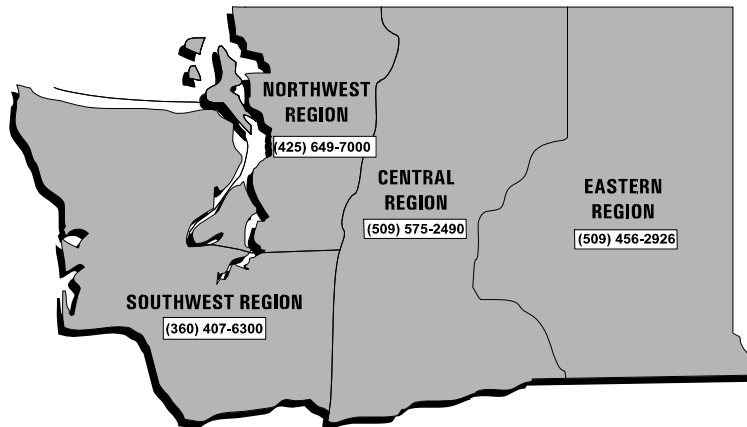 NORTHWEST
REGION
(425) 649-7000
CENTRAL
REGION
(509) 575-2490
EASTERN
REGION
(509) 456-2926
SOUTHWEST REGION
(360) 407-6300